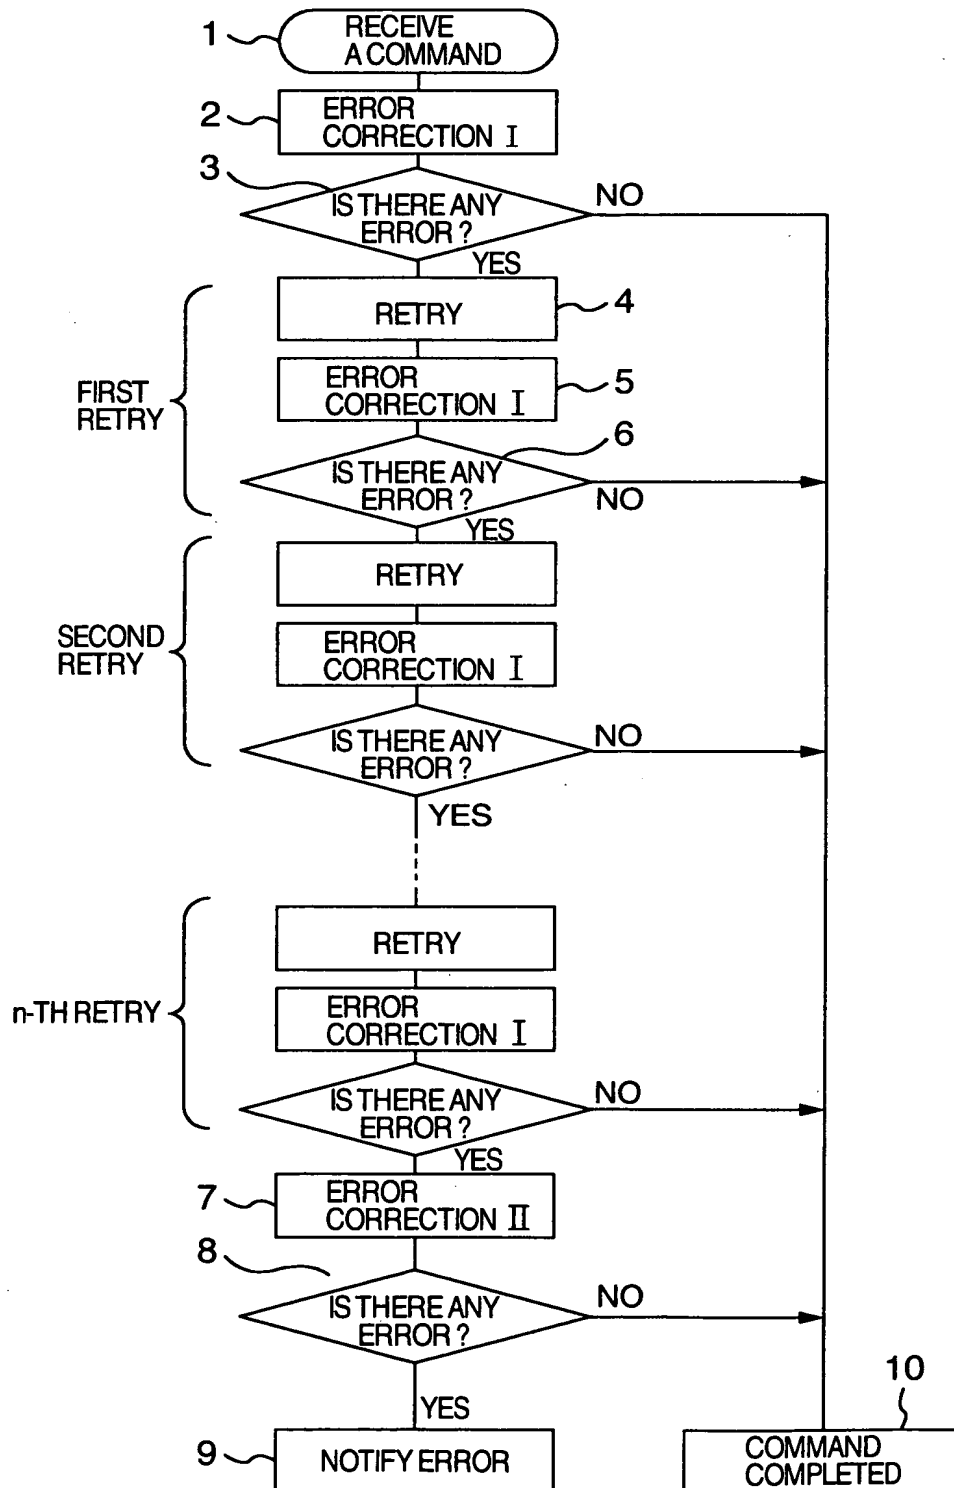 1
RECEIVE
A COMMAND
2
ERROR
CORRECTION I
3
IS THERE ANY
ERROR ?
NO
YES
FIRST
RETRY
RETRY
4
ERROR
CORRECTION I
5
6
IS THERE ANY
ERROR ?
NO
YES
SECOND
RETRY
RETRY
ERROR
CORRECTION I
IS THERE ANY
ERROR ?
NO
YES
n-TH RETRY
RETRY
ERROR
CORRECTION I
IS THERE ANY
ERROR ?
NO
YES
7
ERROR
CORRECTION II
8
IS THERE ANY
ERROR ?
NO
YES
9
NOTIFY ERROR
10
COMMAND
COMPLETED